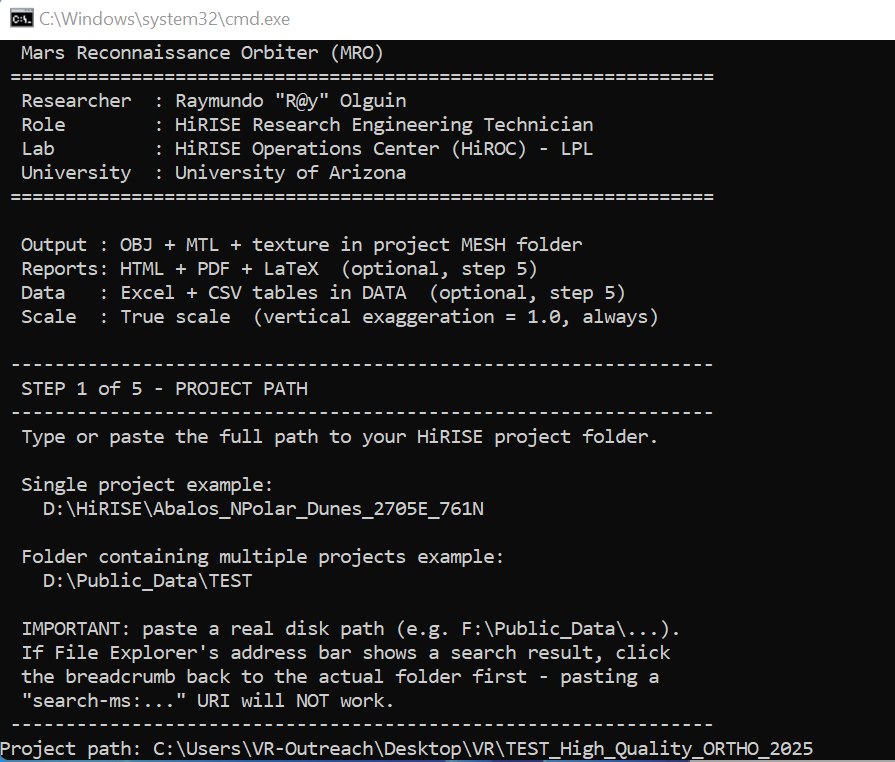 C:\Windows\system32\cmd.exe
Mars Reconnaissance Orbiter (MRO)
================================================================
Researcher  : Raymundo "R@y" Olguin
Role        : HiRISE Research Engineering Technician
Lab         : HiRISE Operations Center (HiROC) - LPL
University  : University of Arizona
================================================================
Output : OBJ + MTL + texture in project MESH folder
Reports: HTML + PDF + LaTeX  (optional, step 5)
Data   : Excel + CSV tables in DATA  (optional, step 5)
Scale  : True scale  (vertical exaggeration = 1.0, always)
----------------------------------------------------------------
STEP 1 of 5 - PROJECT PATH
----------------------------------------------------------------
Type or paste the full path to your HiRISE project folder.
Single project example:
D:\HiRISE\Abalos_NPolar_Dunes_2705E_761N
Folder containing multiple projects example:
D:\Public_Data\TEST
IMPORTANT: paste a real disk path (e.g. F:\Public_Data\...).
If File Explorer's address bar shows a search result, click
the breadcrumb back to the actual folder first - pasting a
"search-ms:..." URI will NOT work.
----------------------------------------------------------------
Project path: C:\Users\VR-Outreach\Desktop\VR\TEST_High_Quality_ORTHO_2025